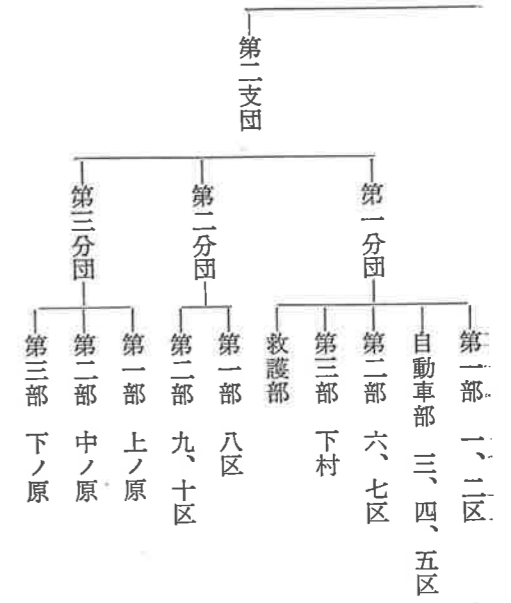 第二支団
第一分団
第一部　一、二区
自動車部　三、四、五区
第二部　六、七区
第三部　下村
救護部
第二分団
第一部　八区
第二部　九、十区
第三分団
第一部　上ノ原
第二部　中ノ原
第三部　下ノ原